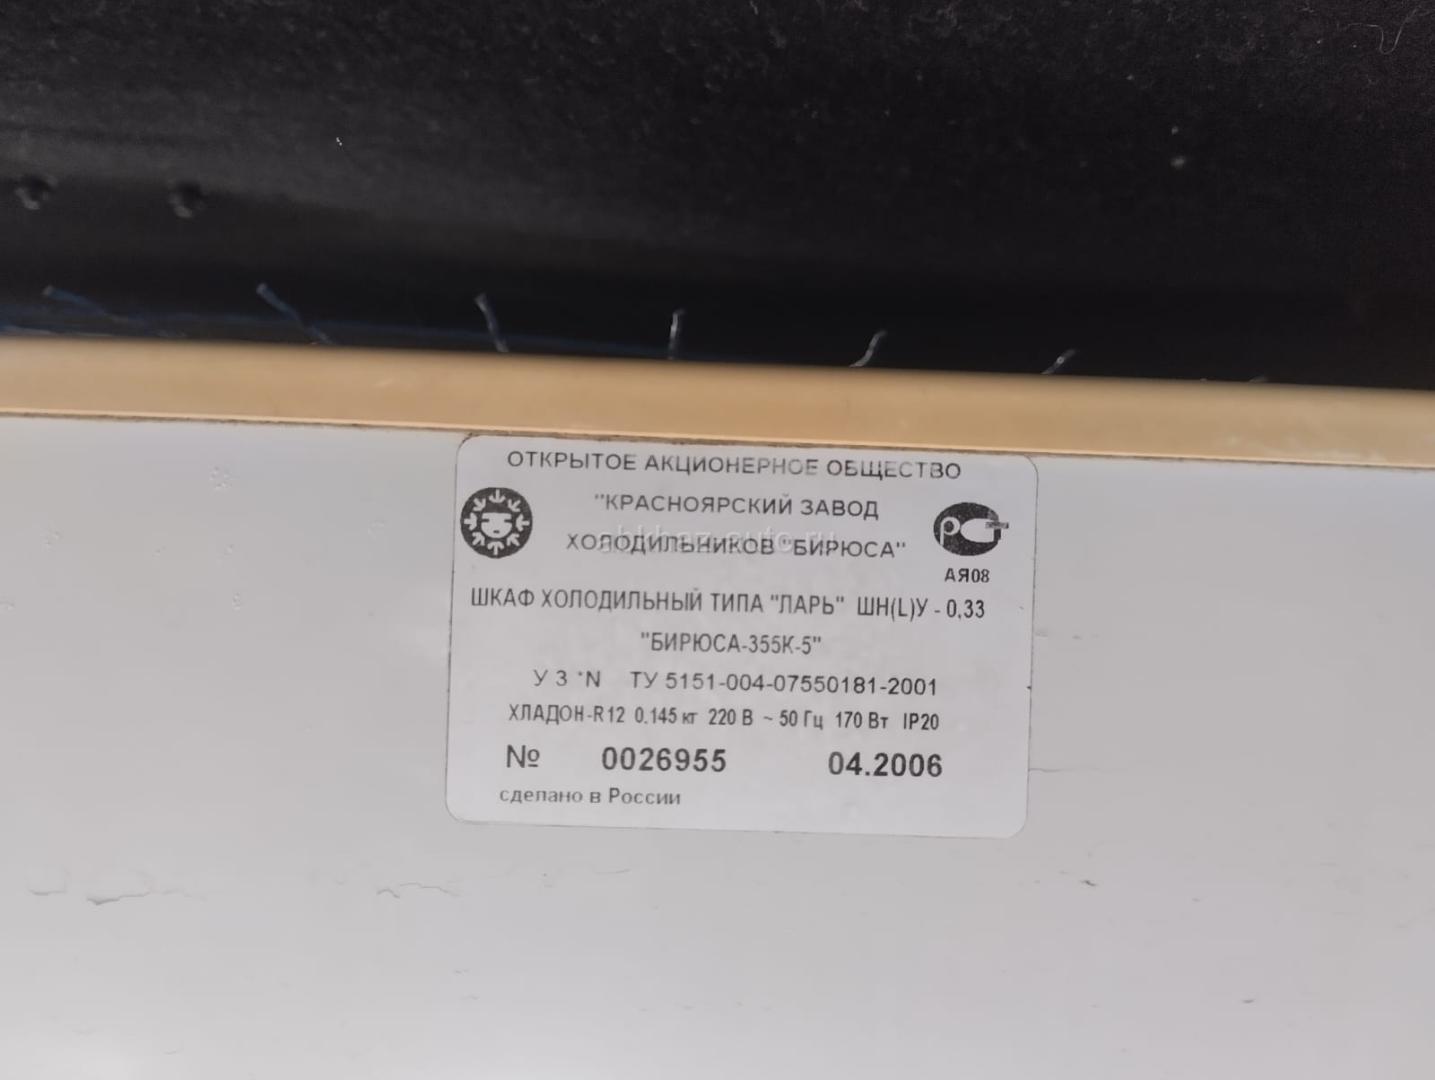 ОТКРЫТОЕ АКЦИОНЕРНОЕ ОБЩЕСТВО
"КРАСНОЯРСКИЙ ЗАВОД
ХОЛОДИЛЬНИКОВ "БИРЮСА"
РСТ
АЯ08
ШКАФ ХОЛОДИЛЬНЫЙ ТИПА "ЛАРЬ" ШН(L)У - 0,33
"БИРЮСА-355К-5"
У 3 *N ТУ 5151-004-07550181-2001
ХЛАДОН-R12 0.145 кг 220 В ~ 50 Гц 170 Вт IP20
№ 0026955 04.2006
сделано в России